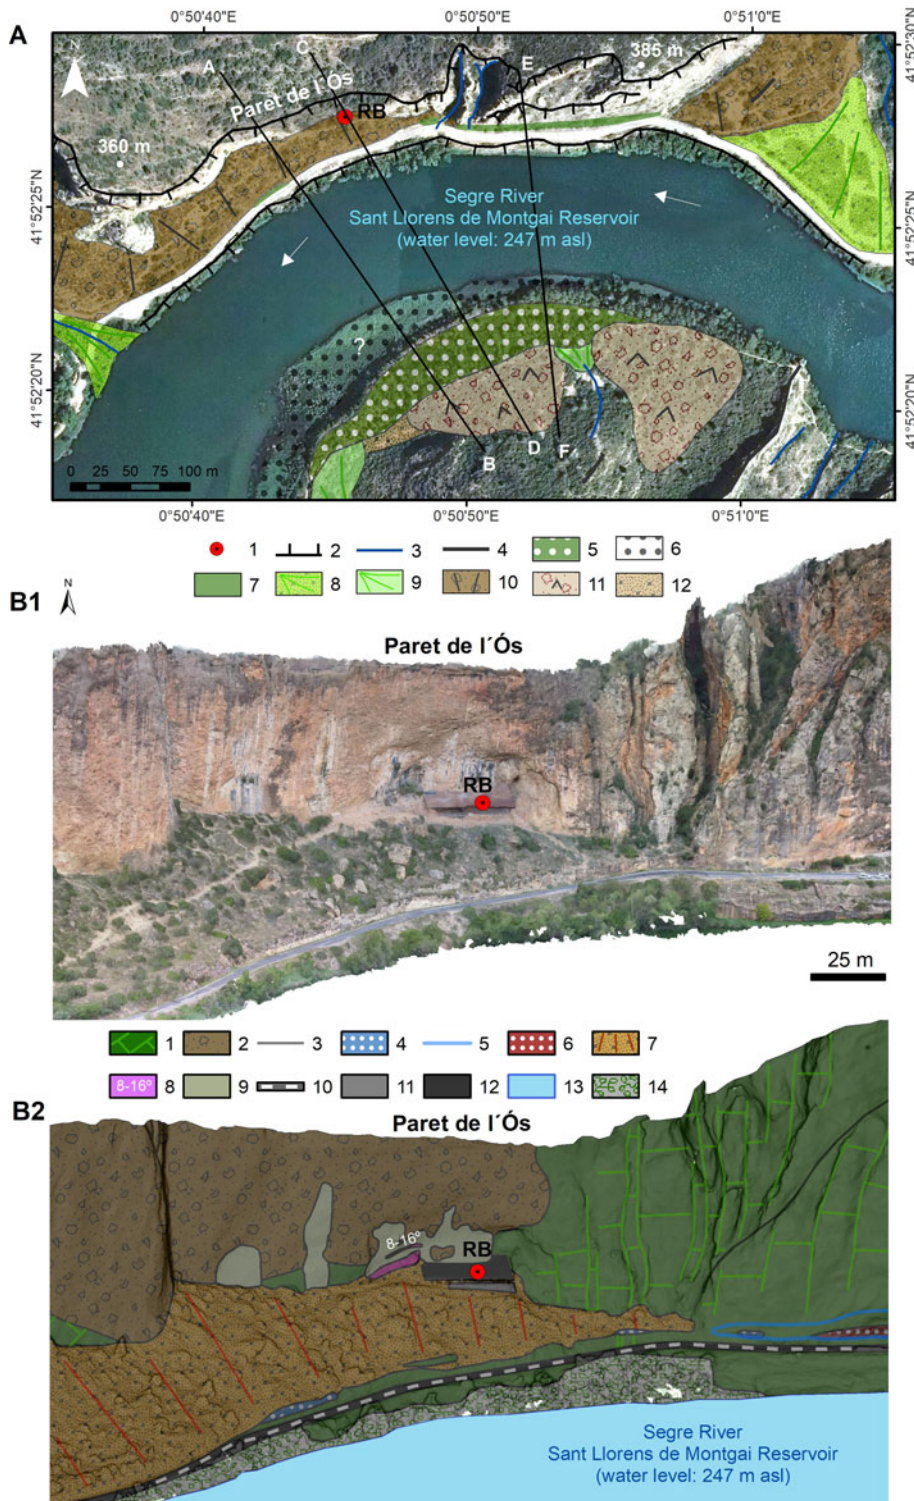 A
0°50'40"E
0°50'50"E
0°51'0"E
41°52'30"N
41°52'25"N
41°52'25"N
41°52'20"N
41°52'20"N
N
A
C
E
385 m
Paret de l'Ós
RB
360 m
Segre River
Sant Llorens de Montgai Reservoir
(water level: 247 m asl)
?
B
D
F
0 25 50 75 100 m
0°50'40"E
0°50'50"E
0°51'0"E
1 2 3 4 5 6
7 8 9 10 11 12
B1
N
Paret de l´Ós
RB
25 m
1 2 3 4 5 6 7
8-16º 8 9 10 11 12 13 14
B2
Paret de l´Ós
8-16º
RB
Segre River
Sant Llorens de Montgai Reservoir
(water level: 247 m asl)